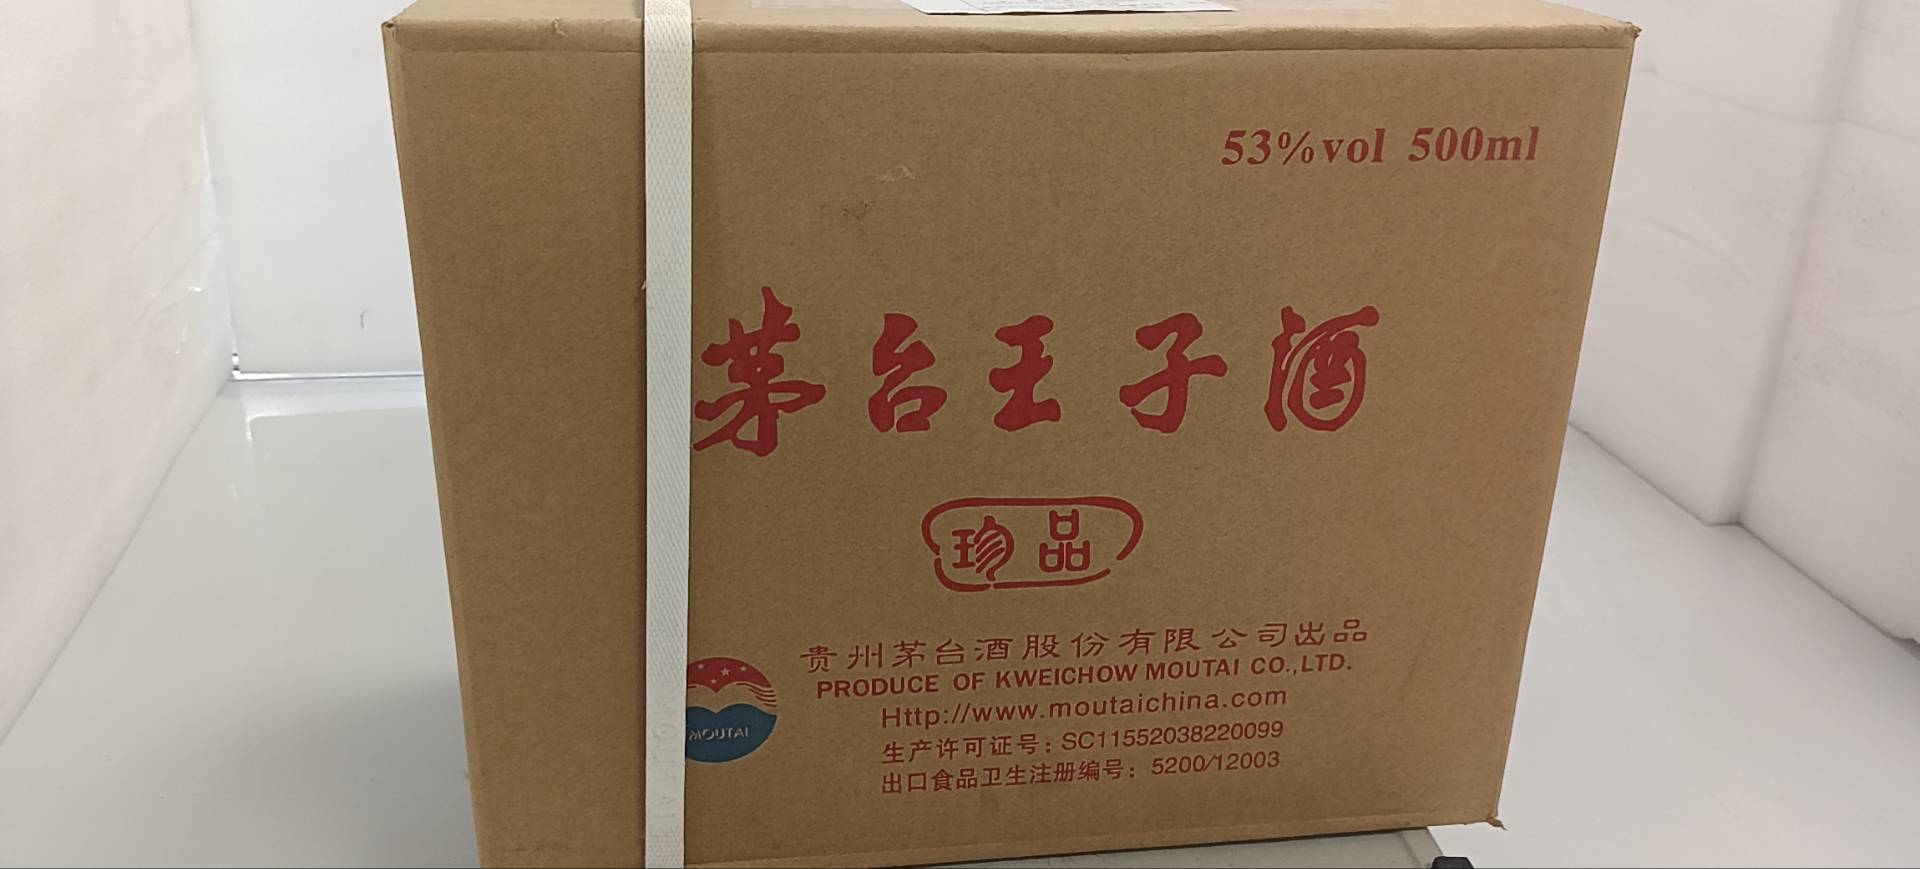 53%vol 500ml
茅台王子酒
珍品
贵州茅台酒股份有限公司出品
PRODUCE OF KWEICHOW MOUTAI CO.,LTD.
Http://www.moutaichina.com
生产许可证号：SC11552038220099
出口食品卫生注册编号：5200/12003
MOUTAI
MOUTAI